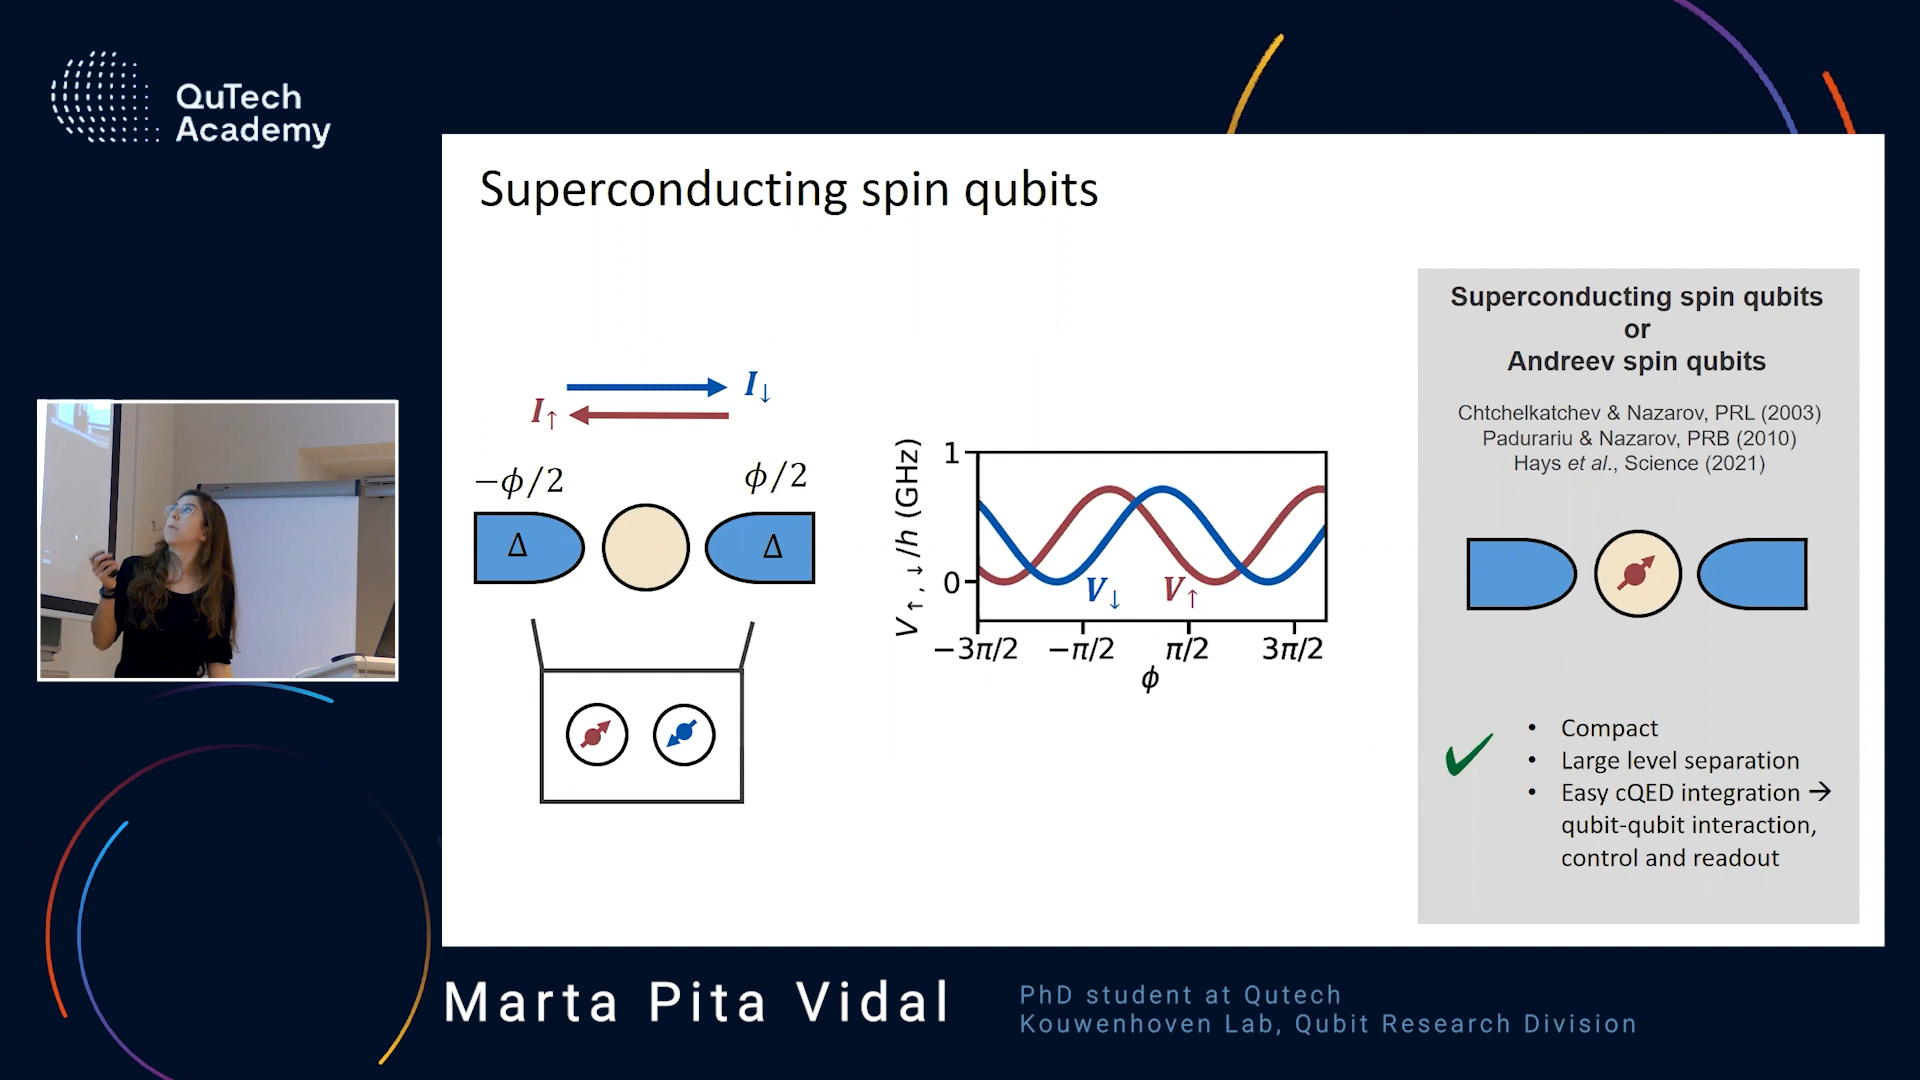 QuTech
Academy
Superconducting spin qubits
I↓
I↑
−ϕ/2
ϕ/2
Δ
Δ
V↑,↓/h (GHz)
1
0
V↓
V↑
−3π/2
−π/2
π/2
3π/2
ϕ
Superconducting spin qubits
or
Andreev spin qubits
Chtchelkatchev & Nazarov, PRL (2003)
Padurariu & Nazarov, PRB (2010)
Hays et al., Science (2021)
✓
• Compact
• Large level separation
• Easy cQED integration →
qubit-qubit interaction,
control and readout
Marta Pita Vidal
PhD student at Qutech
Kouwenhoven Lab, Qubit Research Division